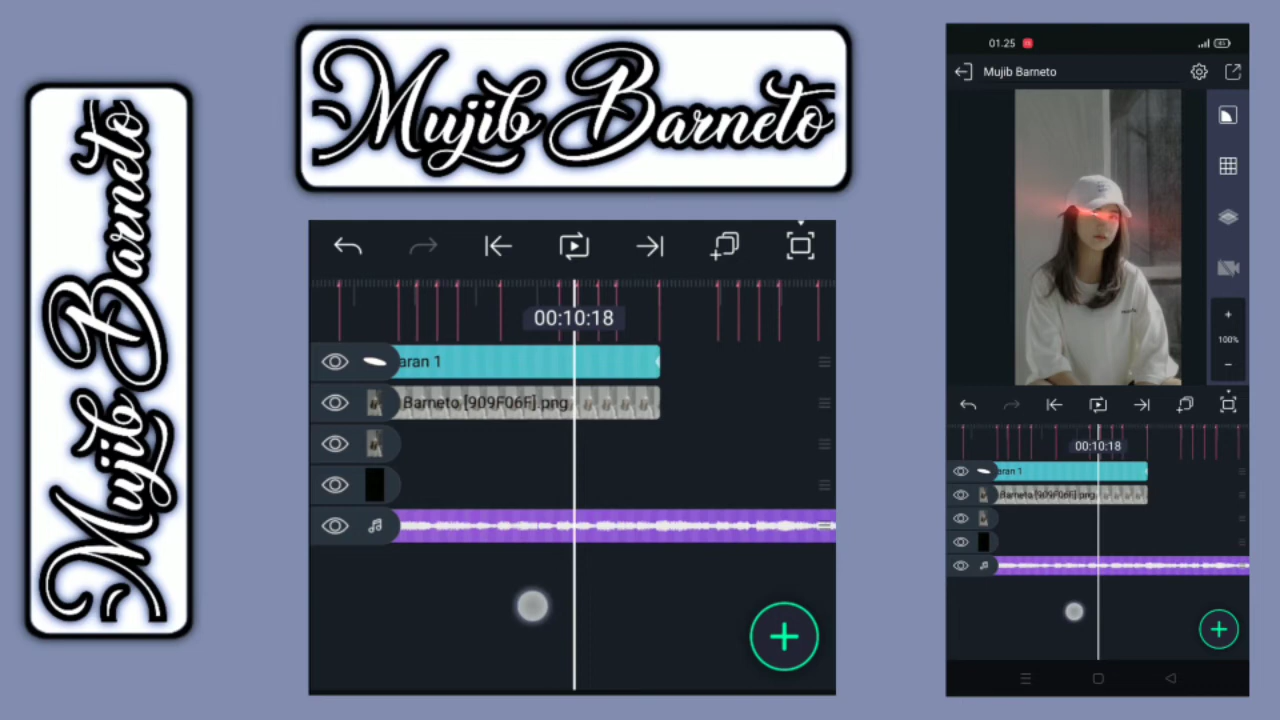 Mujib Barneto
Mujib Barneto
00:10:18
aran 1
Barneto [909F06F].png
01.25
Mujib Barneto
100%
00:10:18
aran 1
Barneto [909F06F].png